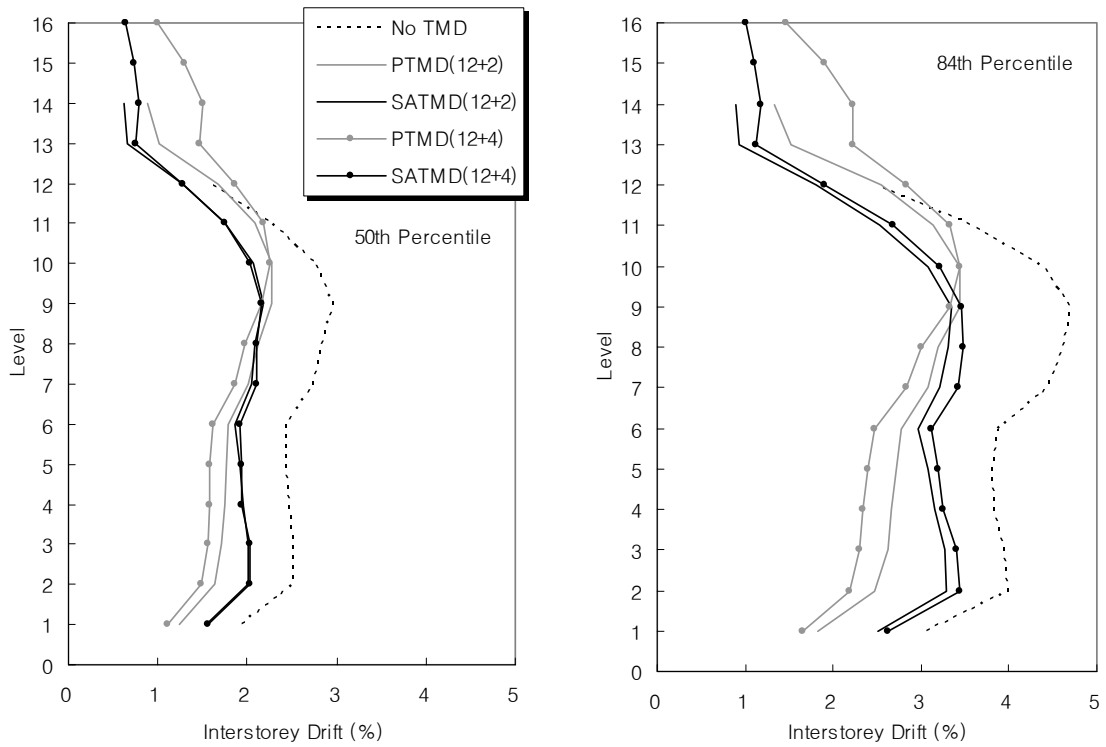 16
15
14
13
12
11
10
9
8
7
6
5
4
3
2
1
0
Level
0 1 2 3 4 5
Interstorey Drift (%)
No TMD
PTMD(12+2)
SATMD(12+2)
PTMD(12+4)
SATMD(12+4)
50th Percentile
16
15
14
13
12
11
10
9
8
7
6
5
4
3
2
1
0
Level
0 1 2 3 4 5
Interstorey Drift (%)
84th Percentile